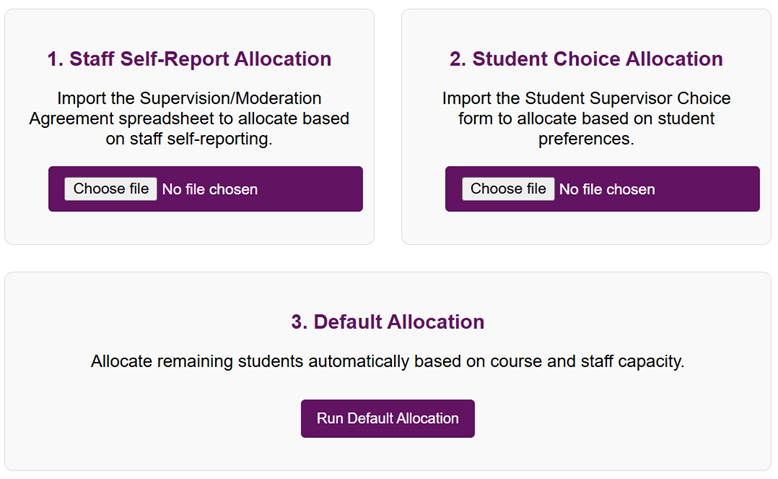 1. Staff Self-Report Allocation
Import the Supervision/Moderation
Agreement spreadsheet to allocate based
on staff self-reporting.
Choose file No file chosen
2. Student Choice Allocation
Import the Student Supervisor Choice
form to allocate based on student
preferences.
Choose file No file chosen
3. Default Allocation
Allocate remaining students automatically based on course and staff capacity.
Run Default Allocation